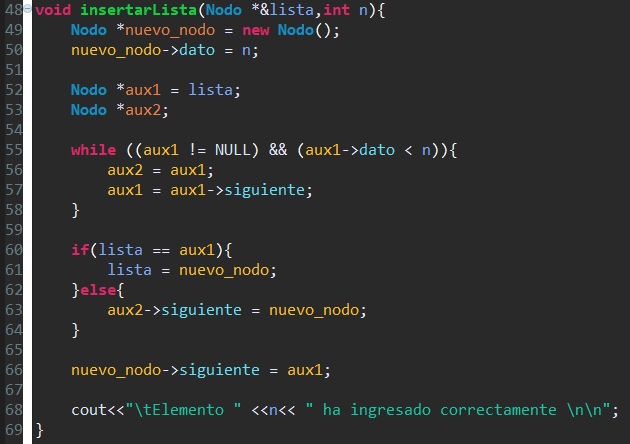 48 void insertarLista(Nodo *&lista,int n){
49 Nodo *nuevo_nodo = new Nodo();
50 nuevo_nodo->dato = n;
51
52 Nodo *aux1 = lista;
53 Nodo *aux2;
54
55 while ((aux1 != NULL) && (aux1->dato < n)){
56 aux2 = aux1;
57 aux1 = aux1->siguiente;
58 }
59
60 if(lista == aux1){
61 lista = nuevo_nodo;
62 }else{
63 aux2->siguiente = nuevo_nodo;
64 }
65
66 nuevo_nodo->siguiente = aux1;
67
68 cout<<"\tElemento " <<n<< " ha ingresado correctamente \n\n";
69 }